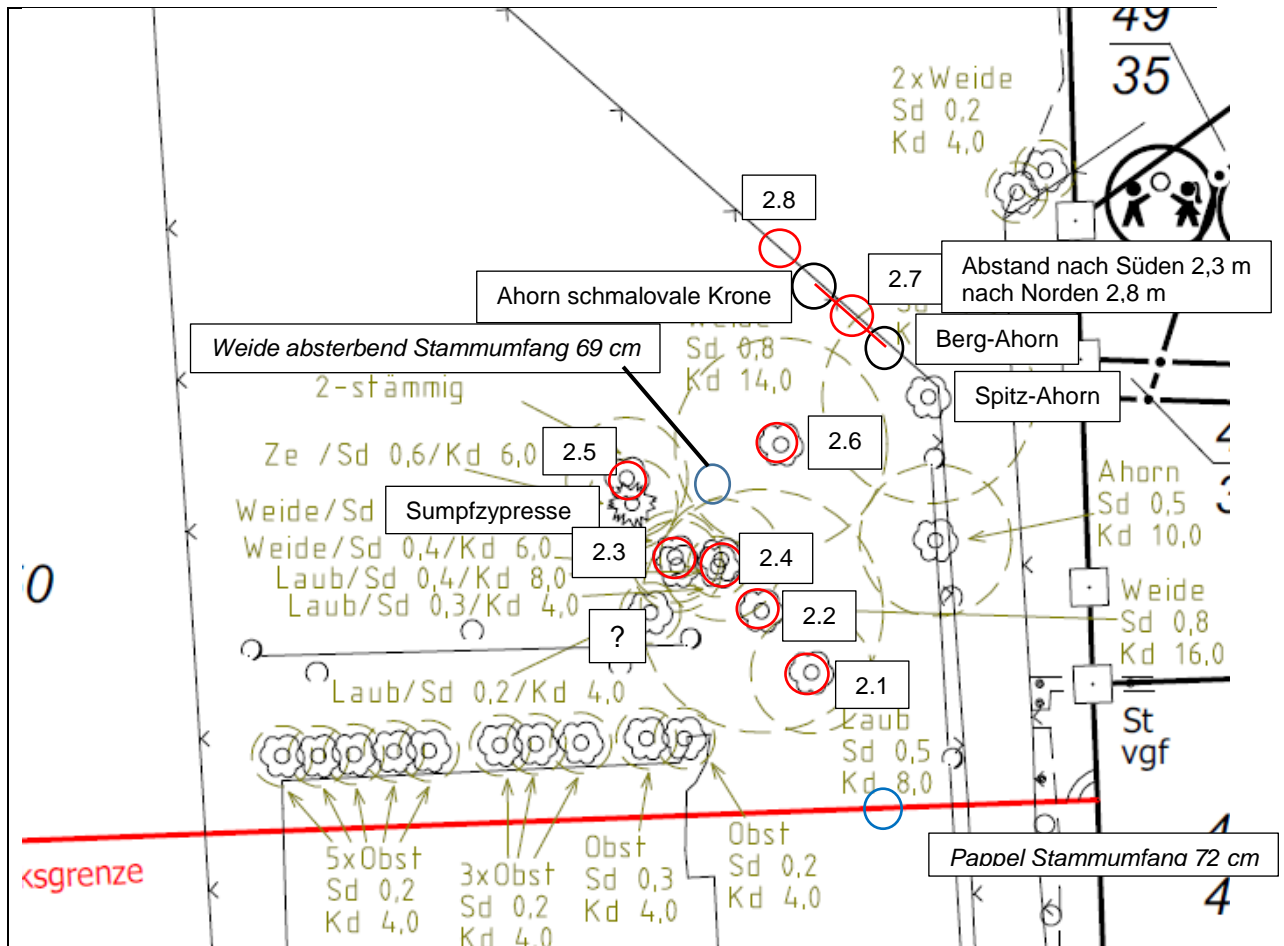 49
35
2xWeide
Sd 0,2
Kd 4,0
2.8
2.7
Abstand nach Süden 2,3 m
nach Norden 2,8 m
Ahorn schmalovale Krone
Weide absterbend Stammumfang 69 cm
Sd 0,8
Kd 14,0
Berg-Ahorn
Spitz-Ahorn
2-stämmig
2.5
2.6
Ze /Sd 0,6/Kd 6,0
Sumpfzypresse
Weide/Sd
Weide/Sd 0,4/Kd 6,0
Laub/Sd 0,4/Kd 8,0
Laub/Sd 0,3/Kd 4,0
2.3
2.4
2.2
?
2.1
Laub/Sd 0,2/Kd 4,0
Ahorn
Sd 0,5
Kd 10,0
Weide
Sd 0,8
Kd 16,0
St
vgf
Laub
Sd 0,5
Kd 8,0
5xObst
Sd 0,2
Kd 4,0
3xObst
Sd 0,2
Kd 4,0
Obst
Sd 0,3
Kd 4,0
Obst
Sd 0,2
Kd 4,0
Pappel Stammumfang 72 cm
ksgrenze
4
4